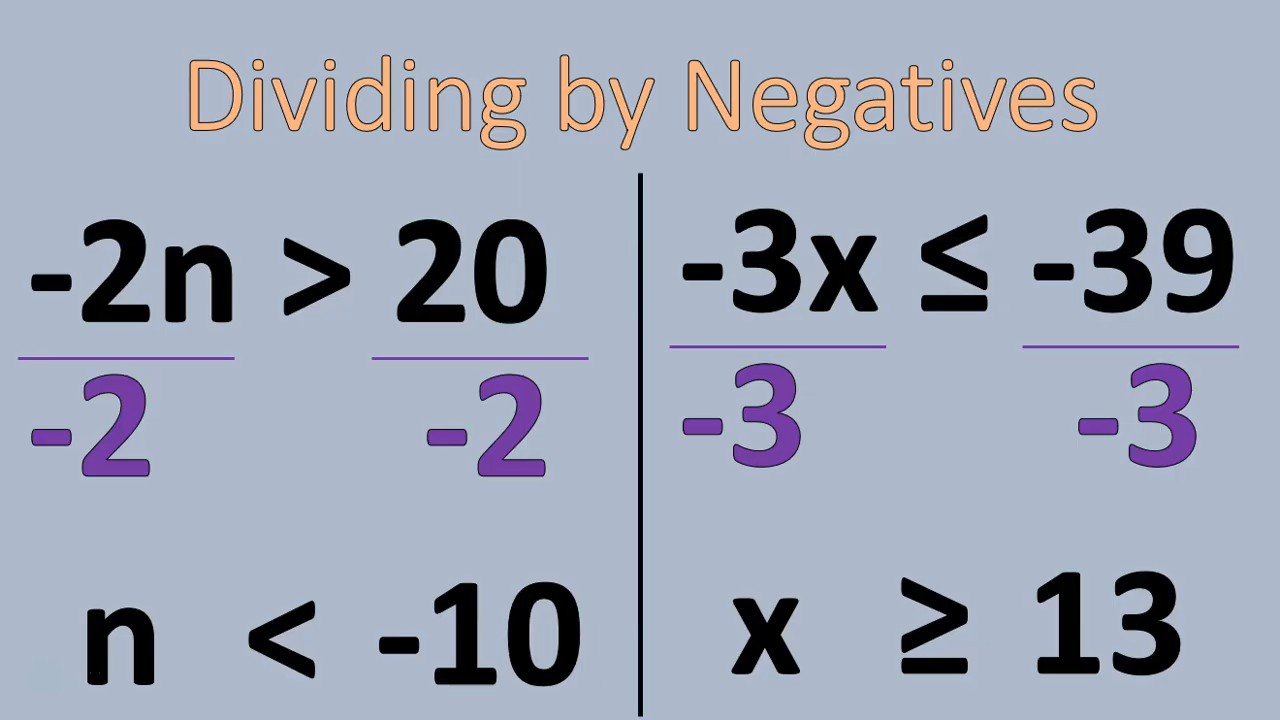 Dividing by Negatives
-2n > 20
-2 -2
n < -10
-3x ≤ -39
-3 -3
x ≥ 13